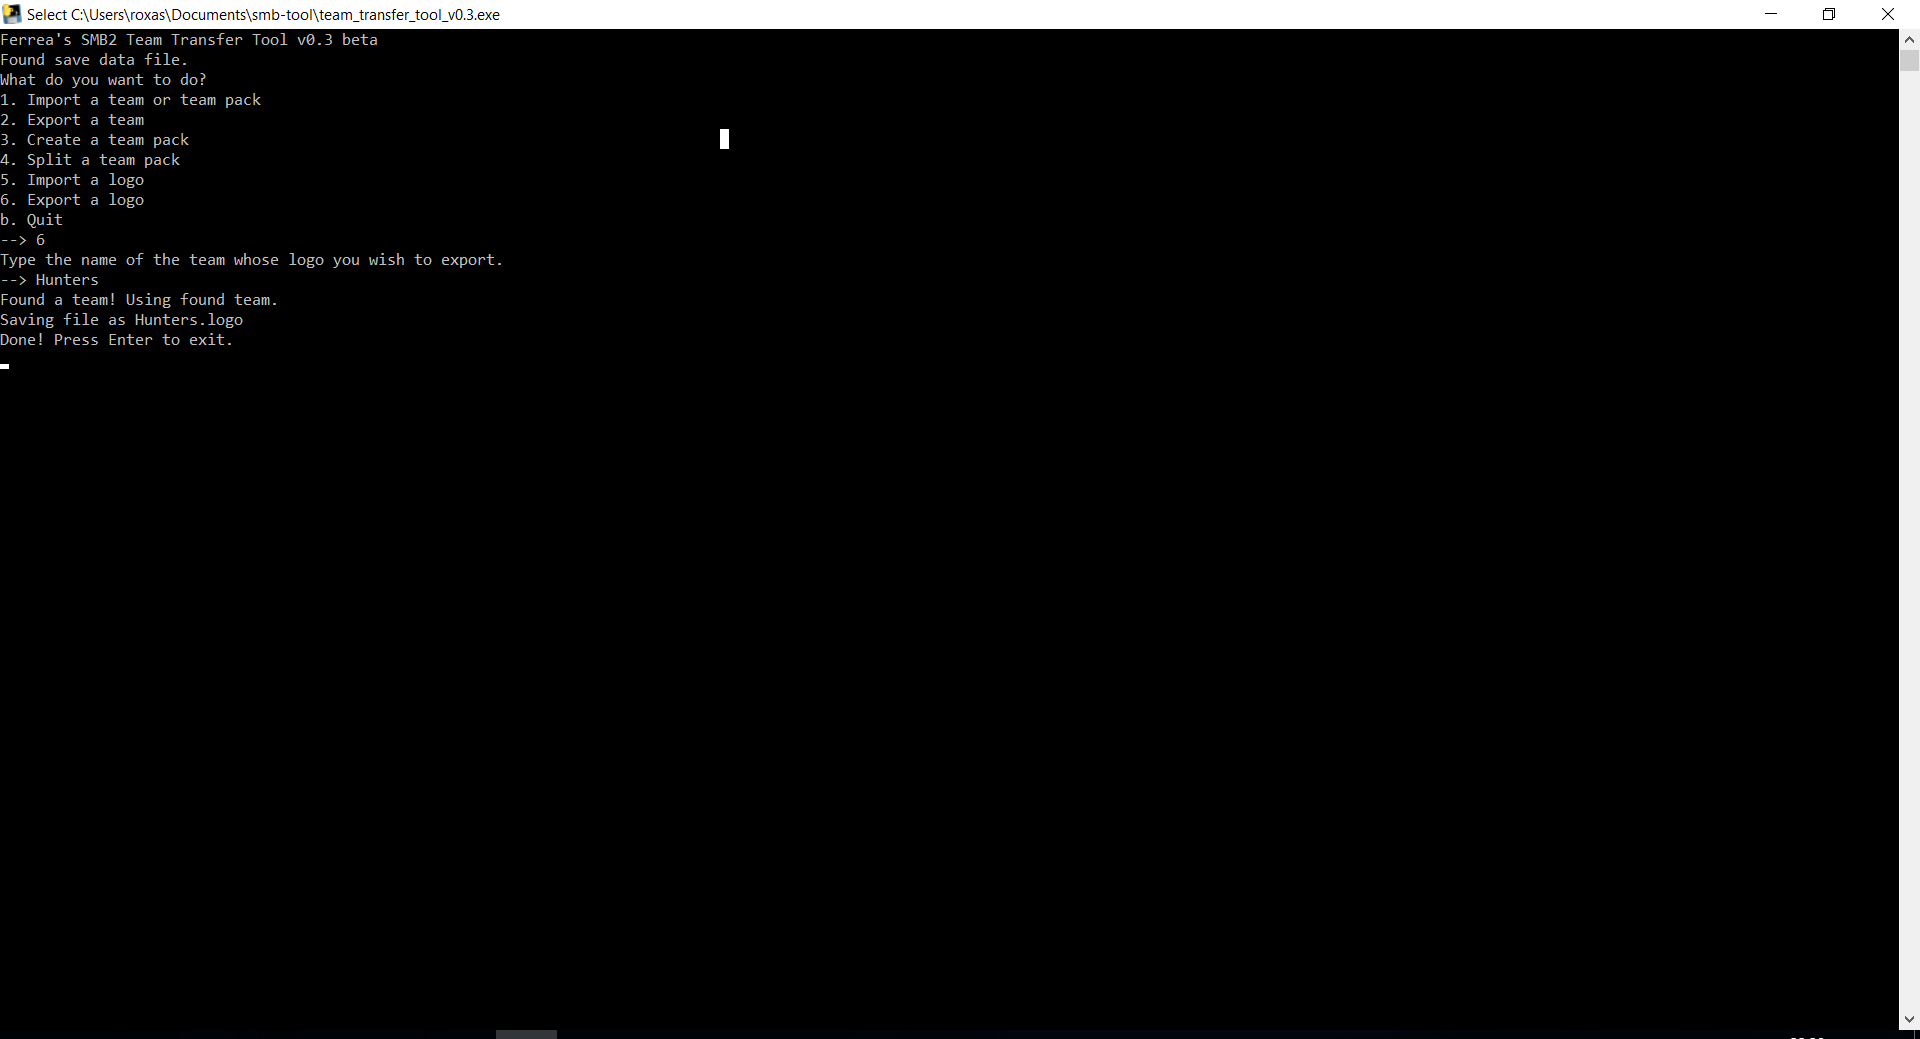 Select C:\Users\roxas\Documents\smb-tool\team_transfer_tool_v0.3.exe
Ferrea's SMB2 Team Transfer Tool v0.3 beta
Found save data file.
What do you want to do?
1. Import a team or team pack
2. Export a team
3. Create a team pack
4. Split a team pack
5. Import a logo
6. Export a logo
b. Quit
--> 6
Type the name of the team whose logo you wish to export.
--> Hunters
Found a team! Using found team.
Saving file as Hunters.logo
Done! Press Enter to exit.